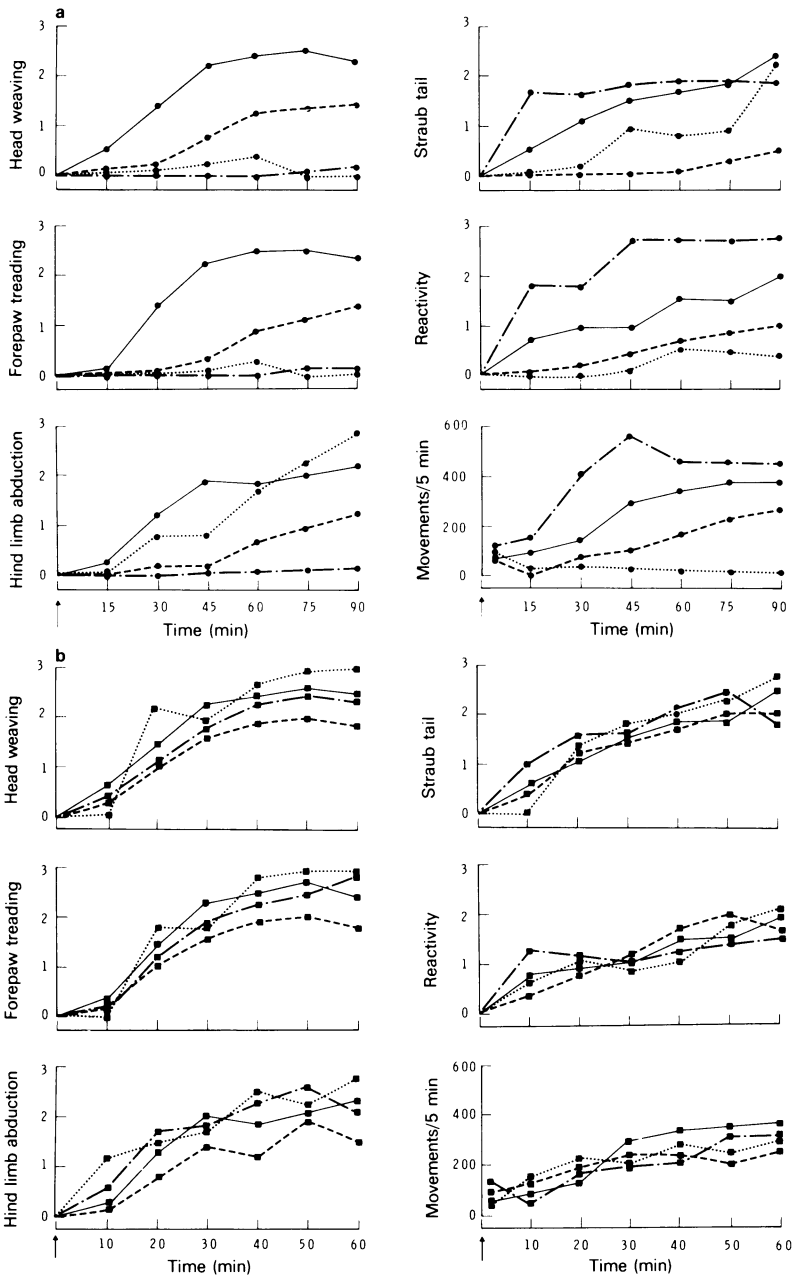 a
Head weaving
3
2
1
0
Straub tail
3
2
1
0
Forepaw treading
3
2
1
0
Reactivity
3
2
1
0
Hind limb abduction
3
2
1
0
15 30 45 60 75 90
Time (min)
Movements/5 min
600
400
200
0
15 30 45 60 75 90
Time (min)
b
Head weaving
3
2
1
0
Straub tail
3
2
1
0
Forepaw treading
3
2
1
0
Reactivity
3
2
1
0
Hind limb abduction
3
2
1
0
10 20 30 40 50 60
Time (min)
Movements/5 min
600
400
200
0
10 20 30 40 50 60
Time (min)